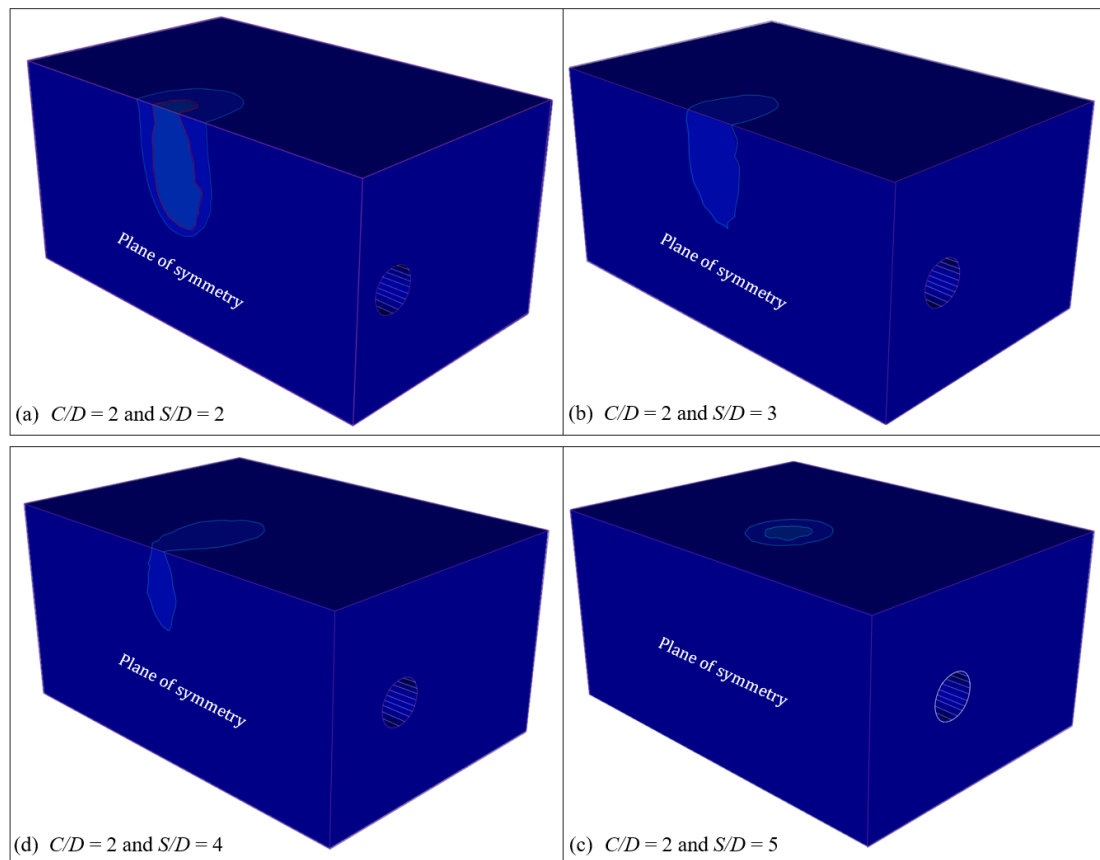 Plane of symmetry
(a) C/D = 2 and S/D = 2
Plane of symmetry
(b) C/D = 2 and S/D = 3
Plane of symmetry
(d) C/D = 2 and S/D = 4
Plane of symmetry
(c) C/D = 2 and S/D = 5